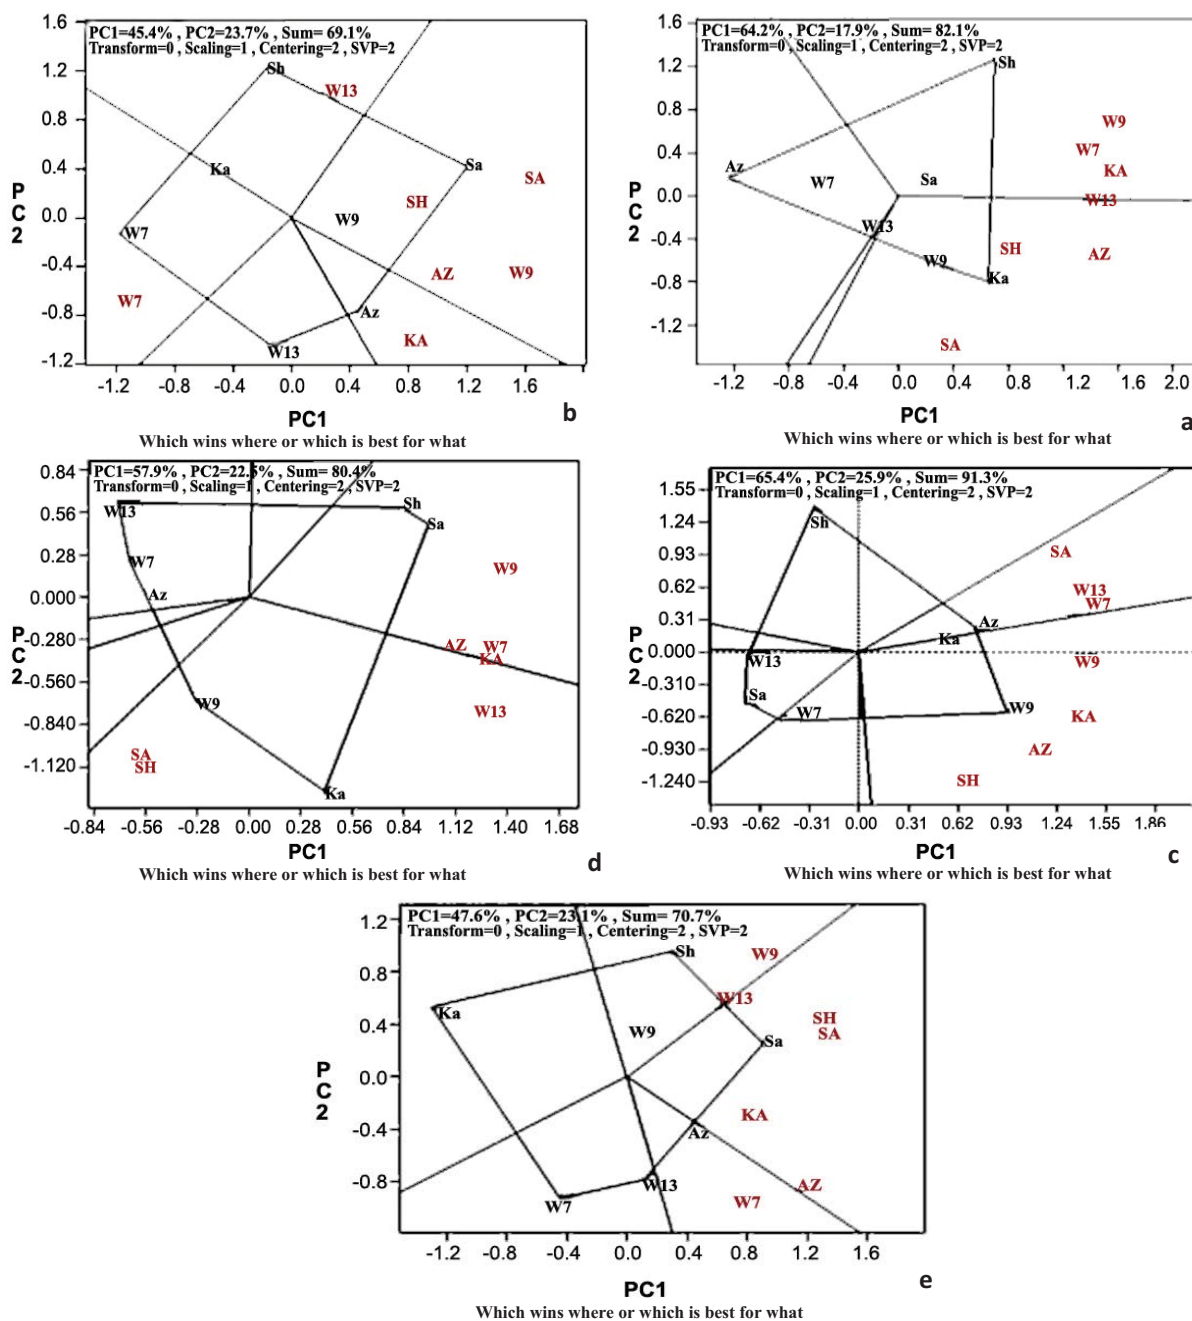 PC1=45.4% , PC2=23.7% , Sum= 69.1%
Transform=0 , Scaling=1 , Centering=2 , SVP=2
1.6
1.2
0.8
0.4
0.0
-0.4
-0.8
-1.2
PC2
Sh
W13
Sa
SA
Ka
SH
W9
W7
AZ
W9
W7
Az
KA
W13
-1.2 -0.8 -0.4 0.0 0.4 0.8 1.2 1.6
PC1
b
Which wins where or which is best for what
PC1=64.2% , PC2=17.9% , Sum= 82.1%
Transform=0 , Scaling=1 , Centering=2 , SVP=2
1.6
1.2
0.8
0.4
0.0
-0.4
-0.8
-1.2
PC2
Sh
W9
W7
Az
KA
W7
Sa
W13
W13
SH
AZ
W9
Ka
SA
-1.2 -0.8 -0.4 0.0 0.4 0.8 1.2 1.6 2.0
PC1
a
Which wins where or which is best for what
PC1=57.9% , PC2=22.5% , Sum= 80.4%
Transform=0 , Scaling=1 , Centering=2 , SVP=2
0.84
0.56
0.28
0.000
-0.280
-0.560
-0.840
-1.120
PC2
W13
Sh
Sa
W7
W9
Az
AZ
W7
KA
W9
W13
SA
SH
Ka
-0.84 -0.56 -0.28 0.00 0.28 0.56 0.84 1.12 1.40 1.68
PC1
d
Which wins where or which is best for what
PC1=65.4% , PC2=25.9% , Sum= 91.3%
Transform=0 , Scaling=1 , Centering=2 , SVP=2
1.55
1.24
0.93
0.62
0.31
0.000
-0.310
-0.620
-0.930
-1.240
PC2
Sh
SA
W13
W7
Az
Ka
W13
W9
Sa
W7
W9
KA
AZ
SH
-0.93 -0.62 -0.31 0.00 0.31 0.62 0.93 1.24 1.55 1.86
PC1
c
Which wins where or which is best for what
PC1=47.6% , PC2=23.1% , Sum= 70.7%
Transform=0 , Scaling=1 , Centering=2 , SVP=2
1.2
0.8
0.4
0.0
-0.4
-0.8
PC2
Sh
W9
W13
Ka
SH
W9
SA
Sa
KA
Az
W13
AZ
W7
W7
-1.2 -0.8 -0.4 0.0 0.4 0.8 1.2 1.6
PC1
e
Which wins where or which is best for what